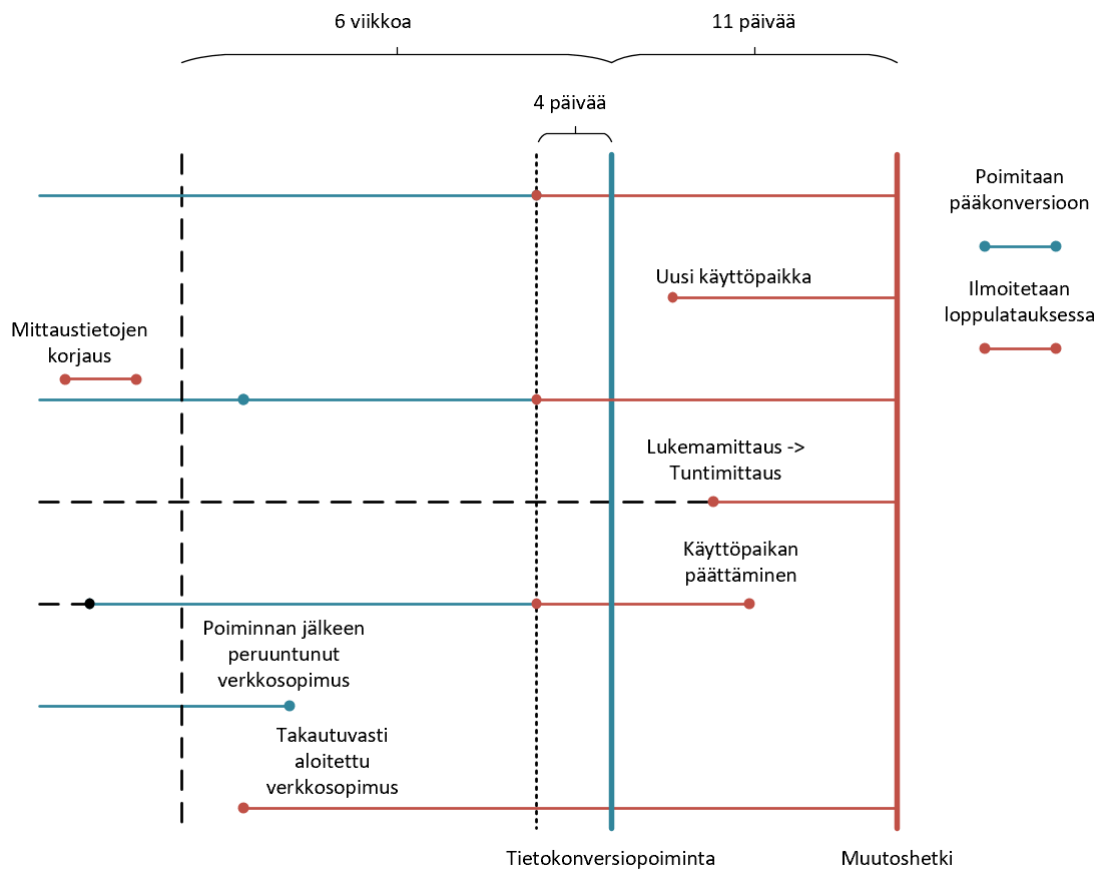 6 viikkoa
11 päivää
4 päivää
Poimitaan
pääkonversioon
Uusi käyttöpaikka
Ilmoitetaan
loppulatauksessa
Mittaustietojen
korjaus
Lukemamittaus ->
Tuntimittaus
Käyttöpaikan
päättäminen
Poiminnan jälkeen
peruuntunut
verkkosopimus
Takautuvasti
aloitettu
verkkosopimus
Tietokonversiopoiminta
Muutoshetki